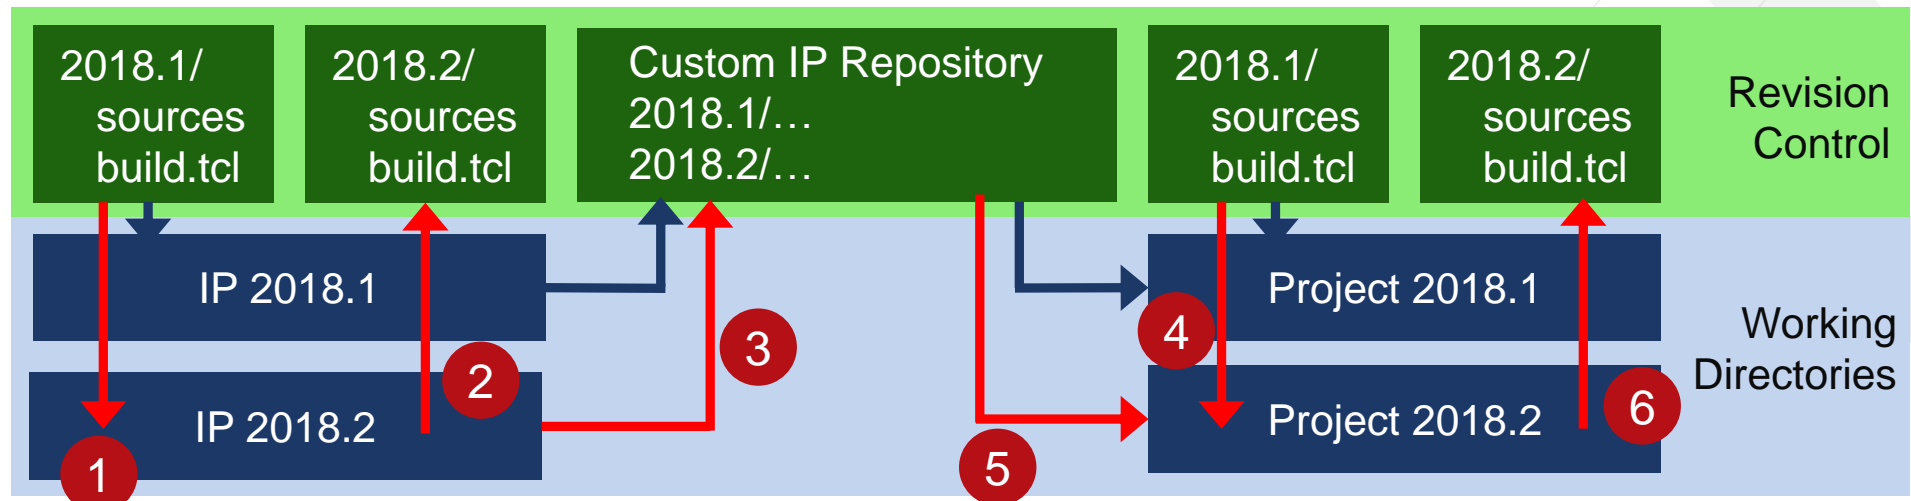 2018.1/
sources
build.tcl
2018.2/
sources
build.tcl
Custom IP Repository
2018.1/…
2018.2/…
2018.1/
sources
build.tcl
2018.2/
sources
build.tcl
Revision
Control
IP 2018.1
Project 2018.1
IP 2018.2
Project 2018.2
Working
Directories
1
2
3
4
5
6